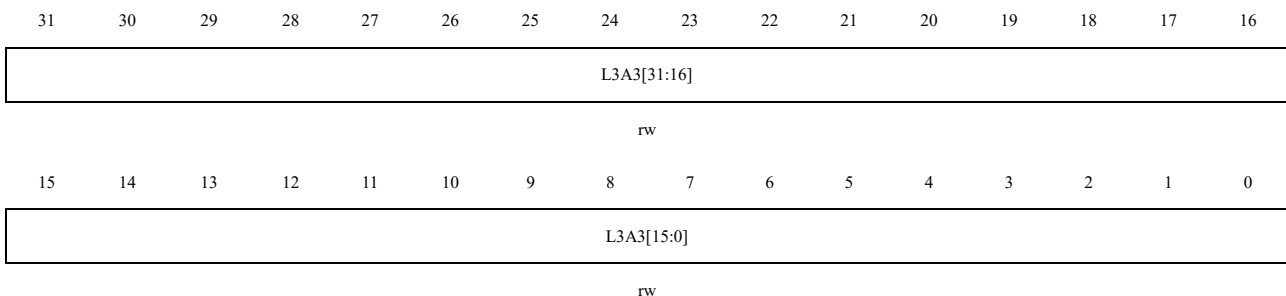 31 30 29 28 27 26 25 24 23 22 21 20 19 18 17 16
L3A3[31:16]
rw
15 14 13 12 11 10 9 8 7 6 5 4 3 2 1 0
L3A3[15:0]
rw